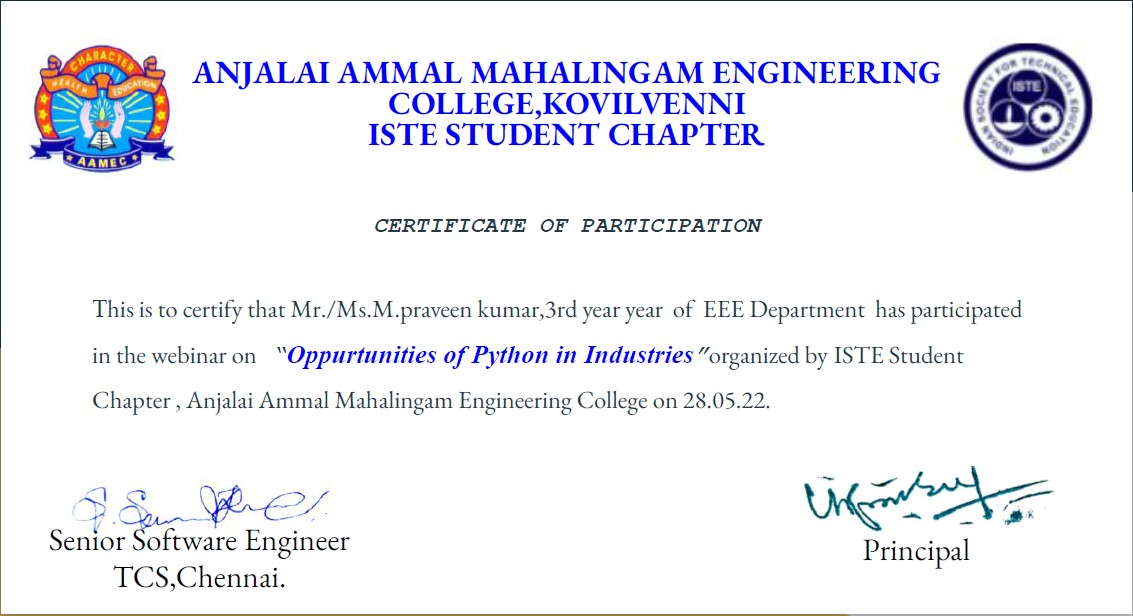 CHARACTER
HEALTH
EDUCATION
AAMEC
ANJALAI AMMAL MAHALINGAM ENGINEERING
COLLEGE,KOVILVENNI
ISTE STUDENT CHAPTER
INDIAN SOCIETY FOR TECHNICAL EDUCATION
ISTE
CERTIFICATE OF PARTICIPATION
This is to certify that Mr./Ms.M.praveen kumar,3rd year year of EEE Department has participated
in the webinar on "Oppurtunities of Python in Industries"organized by ISTE Student
Chapter , Anjalai Ammal Mahalingam Engineering College on 28.05.22.
Senior Software Engineer
TCS,Chennai.
Principal